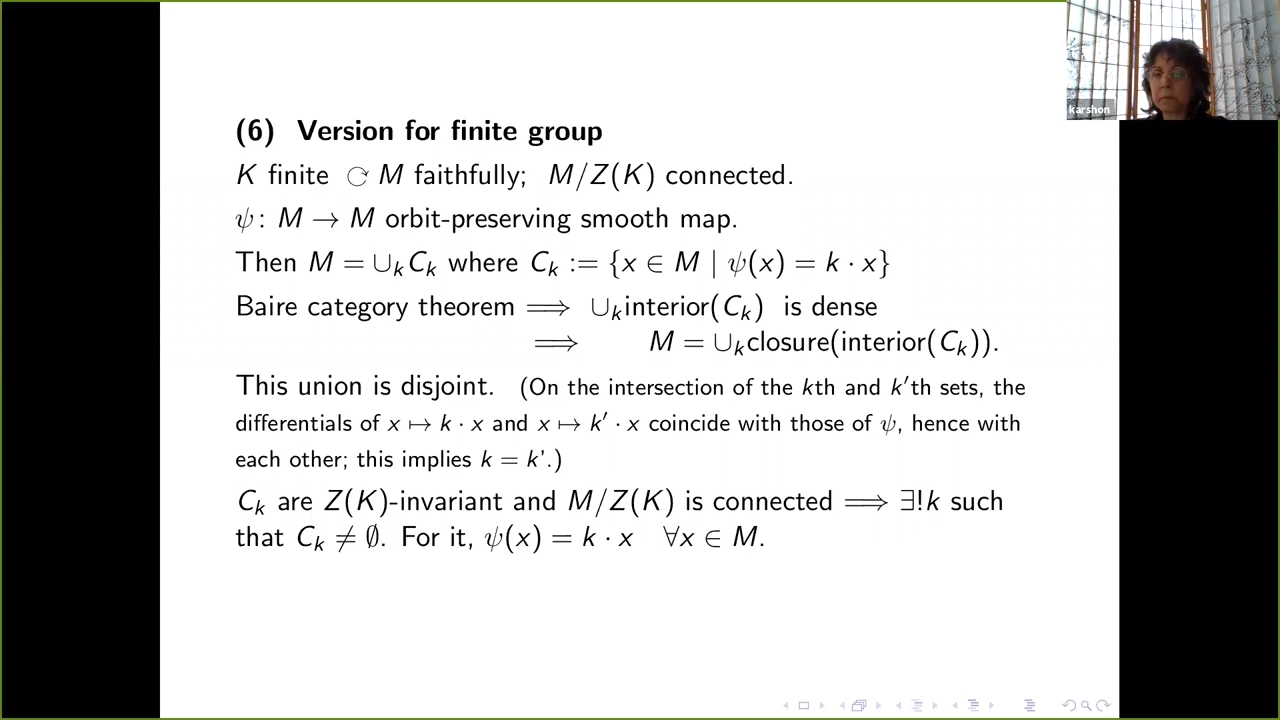 (6) Version for finite group
K finite ⟳ M faithfully; M/Z(K) connected.
ψ: M → M orbit-preserving smooth map.
Then M = ∪ₖCₖ where Cₖ := {x ∈ M | ψ(x) = k · x}
Baire category theorem ⟹ ∪ₖinterior(Cₖ) is dense
⟹ M = ∪ₖclosure(interior(Cₖ)).
This union is disjoint. (On the intersection of the kth and k′th sets, the
differentials of x ↦ k · x and x ↦ k′ · x coincide with those of ψ, hence with
each other; this implies k = k'.)
Cₖ are Z(K)-invariant and M/Z(K) is connected ⟹ ∃!k such
that Cₖ ≠ ∅. For it, ψ(x) = k · x ∀x ∈ M.
karshon